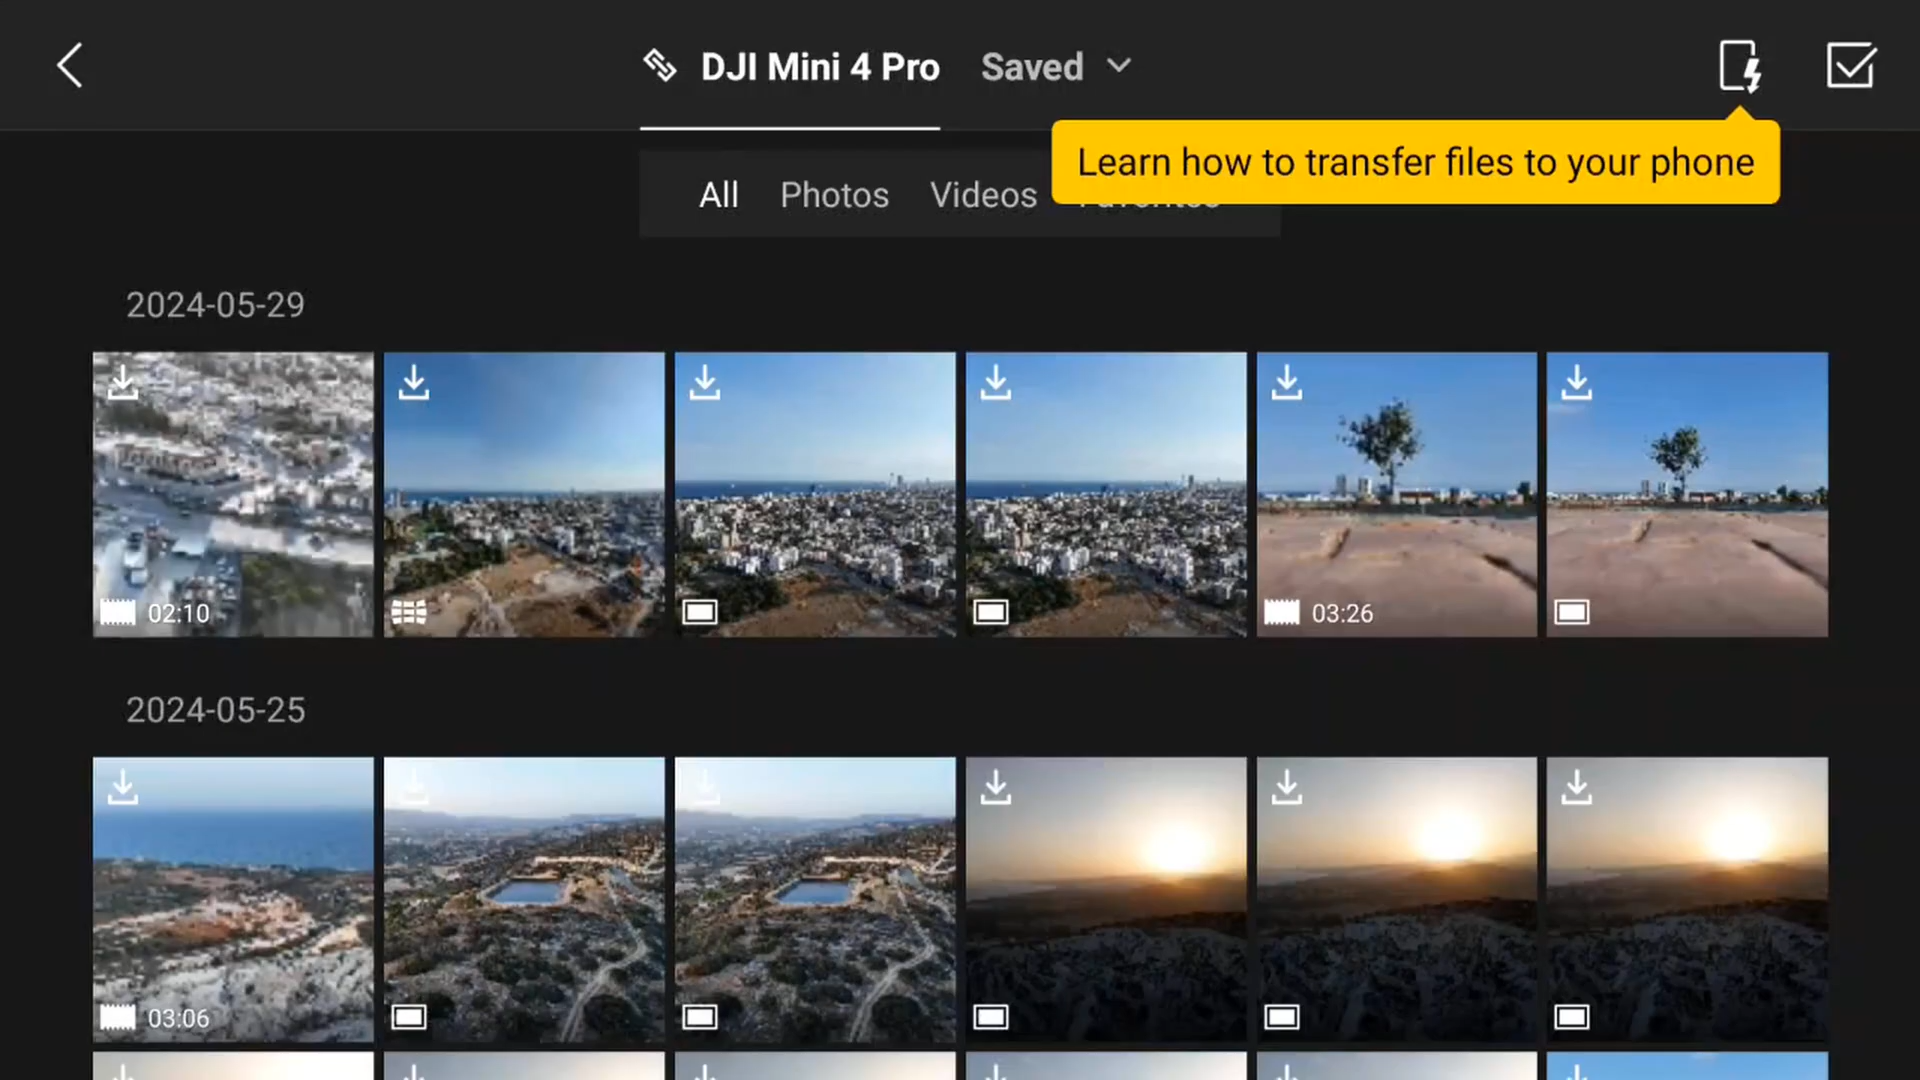 DJI Mini 4 Pro Saved
Learn how to transfer files to your phone
All Photos Videos
2024-05-29
02:10
03:26
2024-05-25
03:06